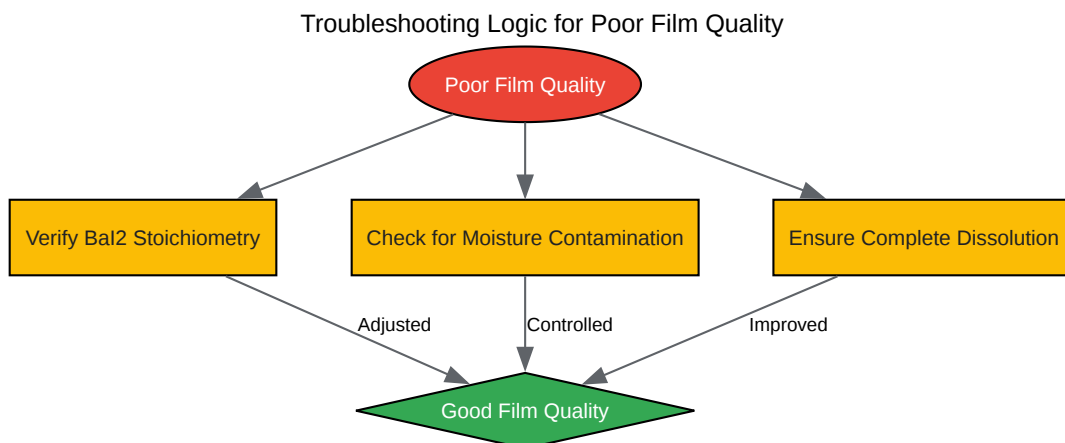 Troubleshooting Logic for Poor Film Quality
Poor Film Quality
Verify BaI2 Stoichiometry
Check for Moisture Contamination
Ensure Complete Dissolution
Adjusted
Controlled
Improved
Good Film Quality